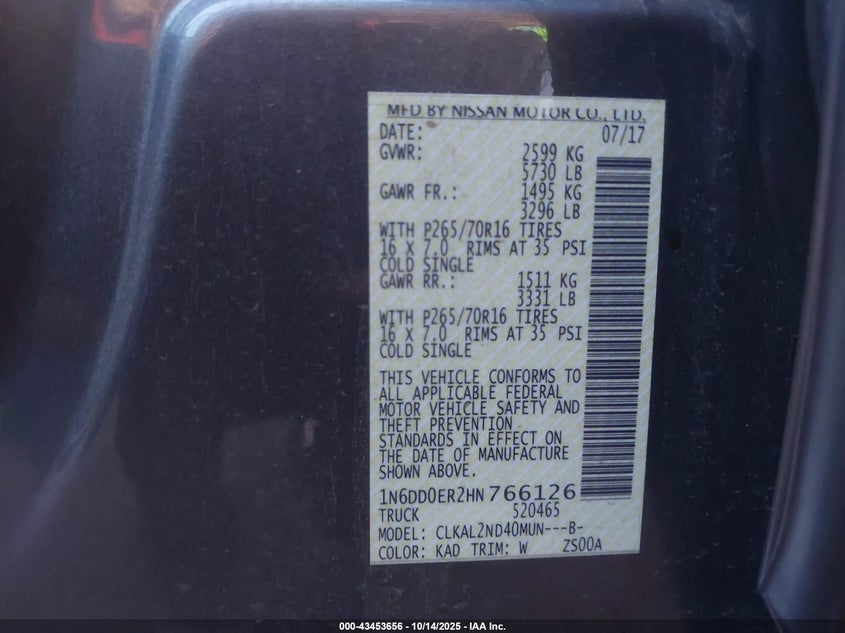 MFD BY NISSAN MOTOR CO., LTD.
DATE: 07/17
GVWR: 2599 KG
5730 LB
GAWR FR.: 1495 KG
3296 LB
WITH P265/70R16 TIRES
16 X 7.0 RIMS AT 35 PSI
COLD SINGLE
GAWR RR.: 1511 KG
3331 LB
WITH P265/70R16 TIRES
16 X 7.0 RIMS AT 35 PSI
COLD SINGLE
THIS VEHICLE CONFORMS TO
ALL APPLICABLE FEDERAL
MOTOR VEHICLE SAFETY AND
THEFT PREVENTION
STANDARDS IN EFFECT ON
THE DATE OF MANUFACTURE
SHOWN ABOVE.
1N6DD0ER2HN766126
TRUCK 520465
MODEL: CLKAL2ND40MUN---B-
COLOR: KAD TRIM: W ZS00A
000-43453656 - 10/14/2025 - IAA Inc.